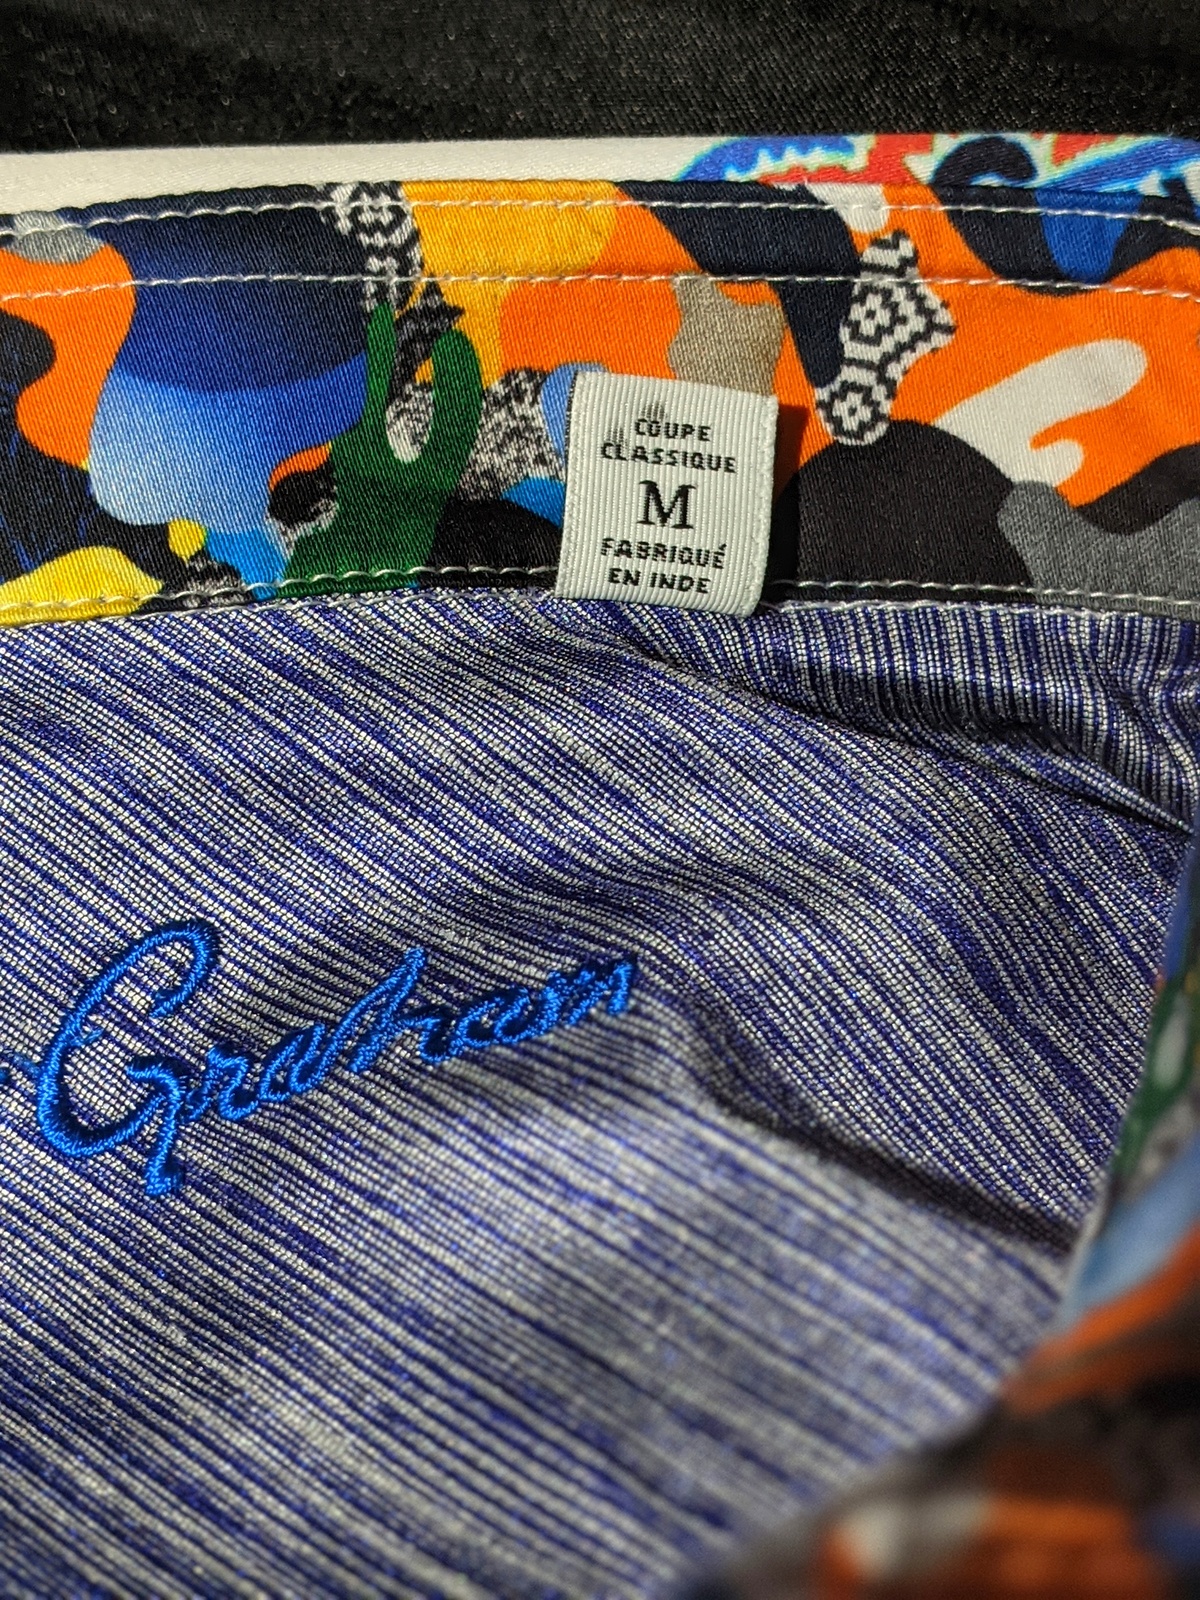 COUPE
CLASSIQUE
M
FABRIQUÉ
EN INDE
Graham